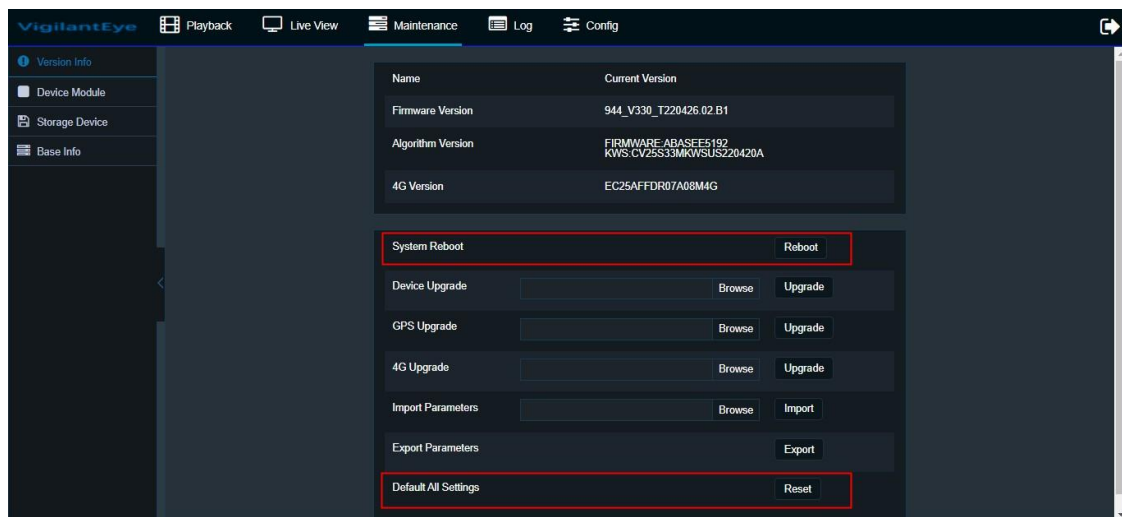 VigilantEye Playback Live View Maintenance Log Config
Version Info
Device Module
Storage Device
Base Info
Name Current Version
Firmware Version 944_V330_T220426.02.B1
Algorithm Version FIRMWARE:ABASEE5192
KWS:CV25S33MKWSUS220420A
4G Version EC25AFFDR07A08M4G
System Reboot Reboot
Device Upgrade Browse Upgrade
GPS Upgrade Browse Upgrade
4G Upgrade Browse Upgrade
Import Parameters Browse Import
Export Parameters Export
Default All Settings Reset